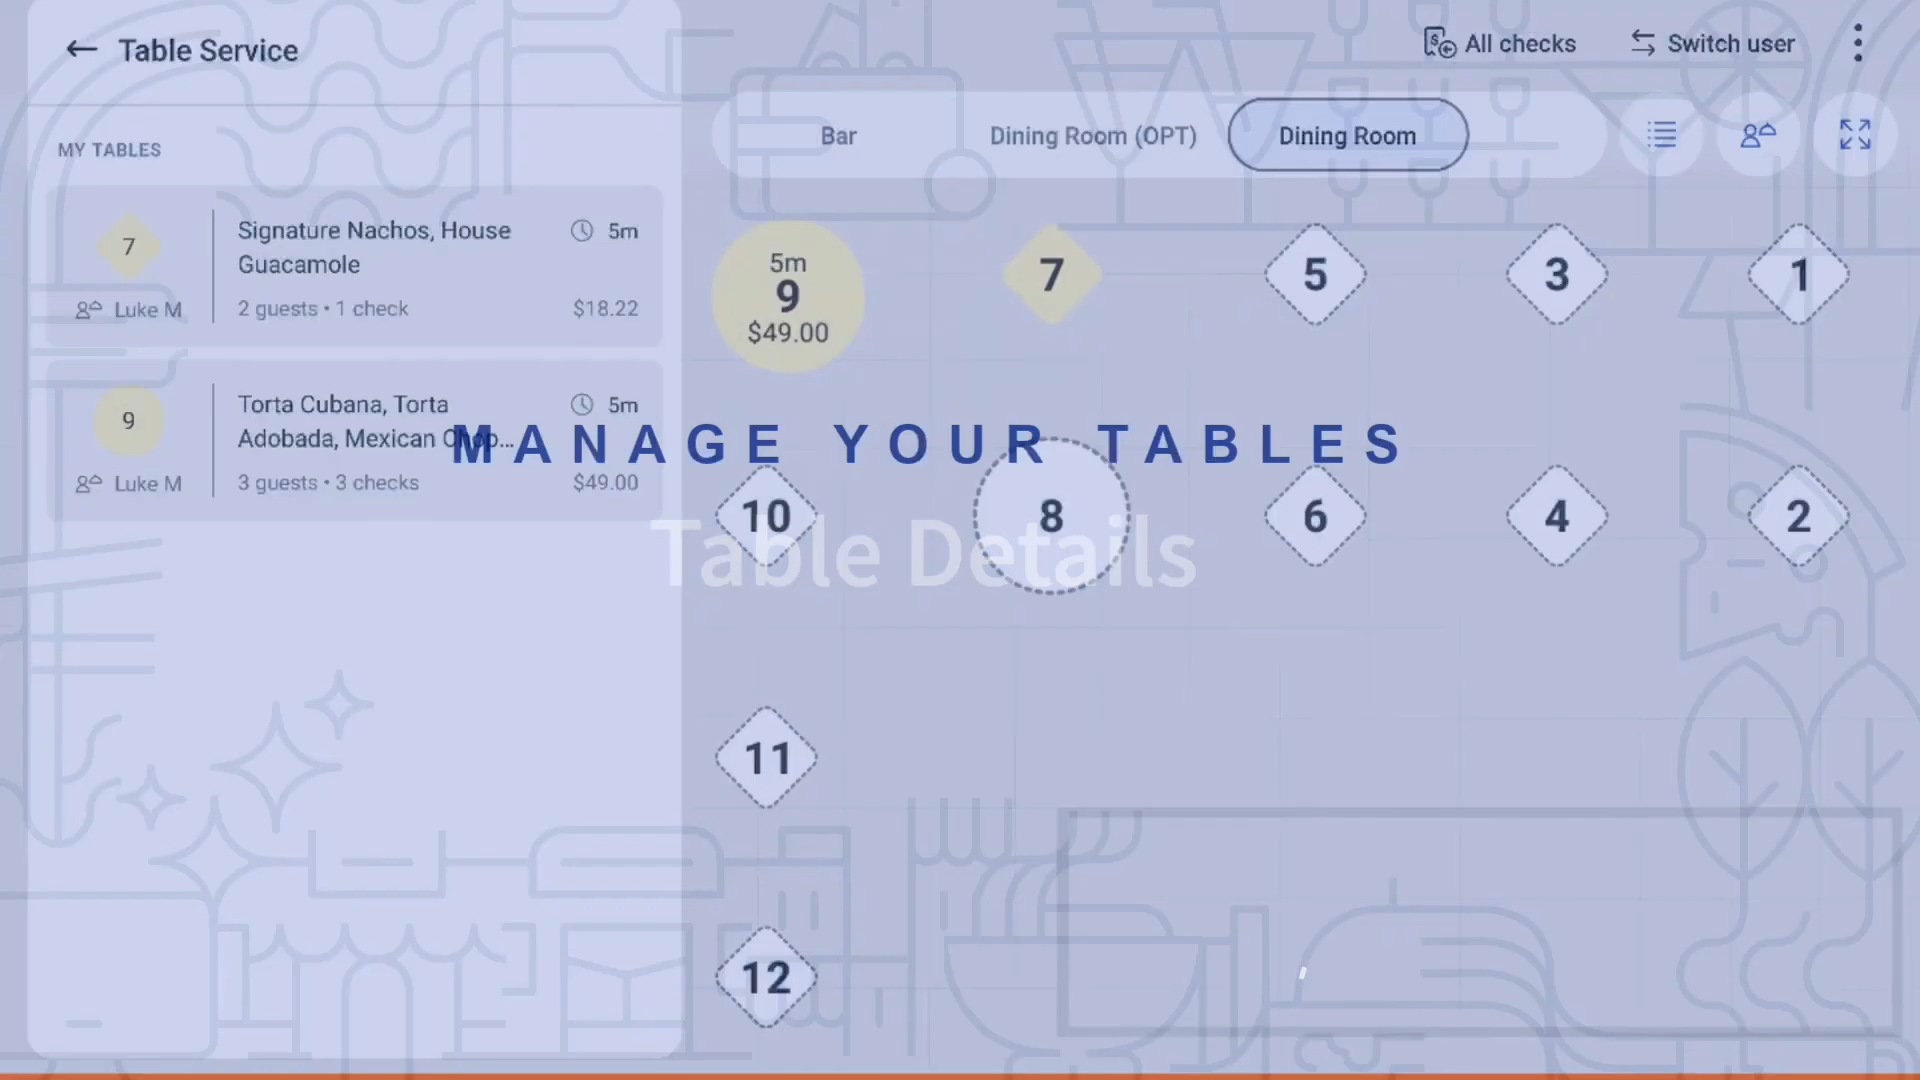 Table Service
All checks
Switch user
Bar
Dining Room (OPT)
Dining Room
MY TABLES
7
Signature Nachos, House
Guacamole
5m
Luke M
2 guests • 1 check
$18.22
9
Torta Cubana, Torta
Adobada, Mexican Chop...
5m
Luke M
3 guests • 3 checks
$49.00
5m
9
$49.00
7
5
3
1
MANAGE YOUR TABLES
10
8
6
4
2
Table Details
11
12